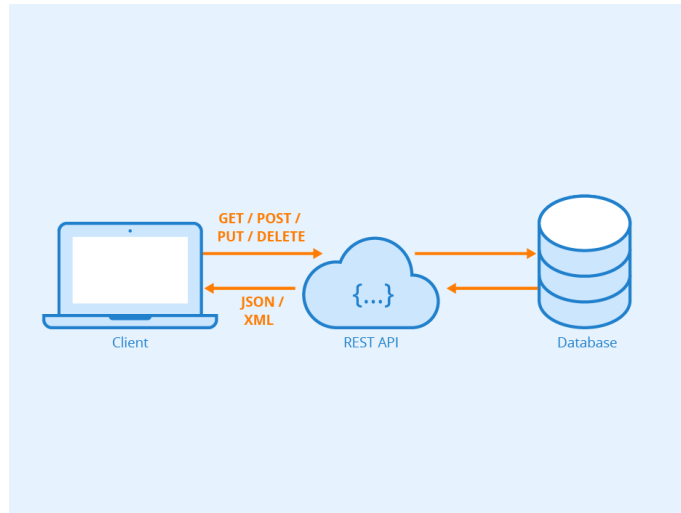 GET / POST /
PUT / DELETE
JSON /
XML
{...}
Client
REST API
Database